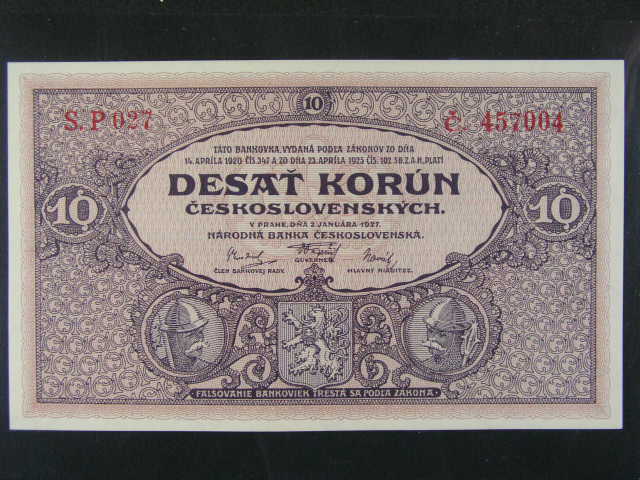 10
S. P 027
Č. 457004
TÁTO BANKOVKA, VYDANÁ PODĽA ZÁKONOV ZO DŇA
14. APRÍLA 1920 ČÍS. 347 A ZO DŇA 23. APRÍLA 1925 ČÍS. 102 SB. Z. A N., PLATÍ
DESAŤ KORÚN
ČESKOSLOVENSKÝCH.
10
10
V PRAHE, DŇA 2. JANUÁRA 1927.
NÁRODNÁ BANKA ČESKOSLOVENSKÁ.
GUVERNÉR.
ČLEN BANKOVEJ RADY.
HLAVNÝ RIADITEĽ.
FALŠOVANIE BANKOVIEK TRESTÁ SA PODĽA ZÁKONA.